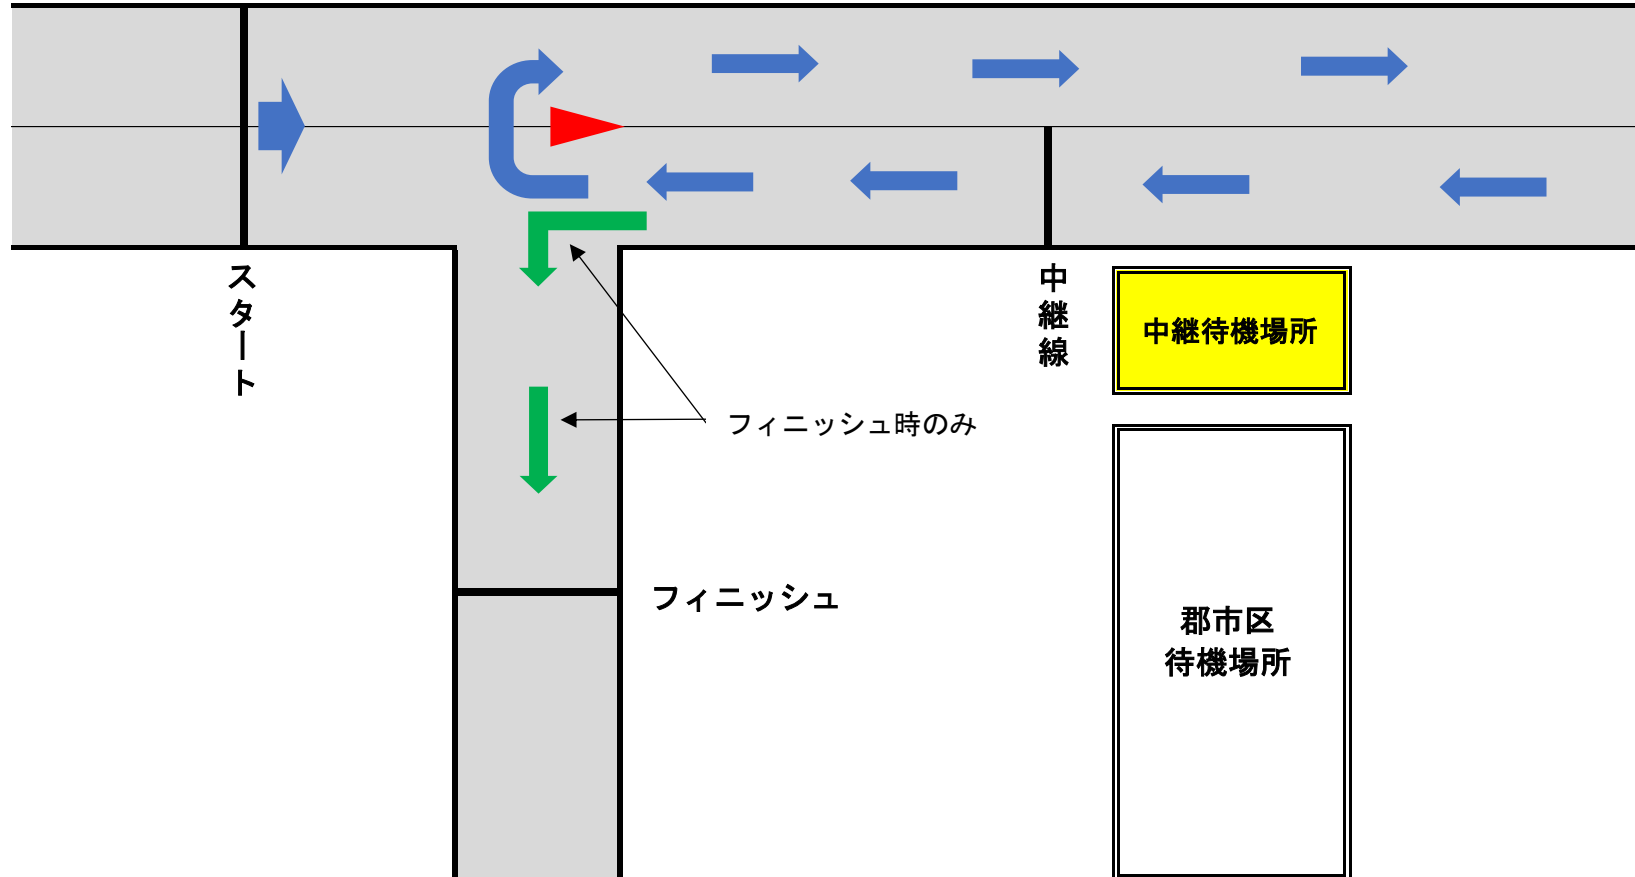 スタート
中継線
中継待機場所
フィニッシュ時のみ
フィニッシュ
郡市区
待機場所